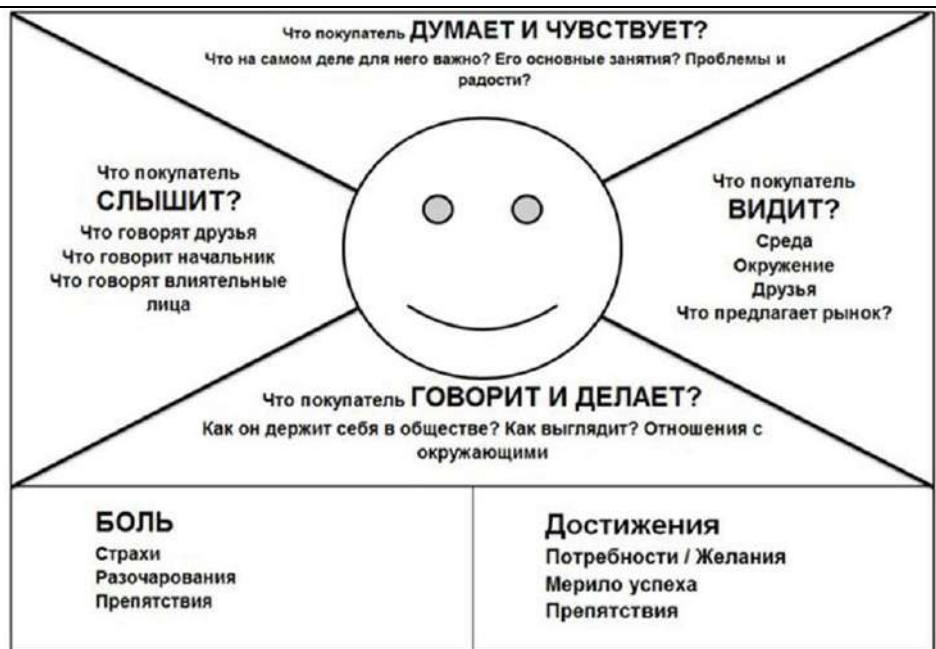 Что покупатель ДУМАЕТ И ЧУВСТВУЕТ?
Что на самом деле для него важно? Его основные занятия? Проблемы и
радости?
Что покупатель
СЛЫШИТ?
Что говорят друзья
Что говорит начальник
Что говорят влиятельные
лица
Что покупатель
ВИДИТ?
Среда
Окружение
Друзья
Что предлагает рынок?
Что покупатель ГОВОРИТ И ДЕЛАЕТ?
Как он держит себя в обществе? Как выглядит? Отношения с
окружающими
БОЛЬ
Страхи
Разочарования
Препятствия
Достижения
Потребности / Желания
Мерило успеха
Препятствия